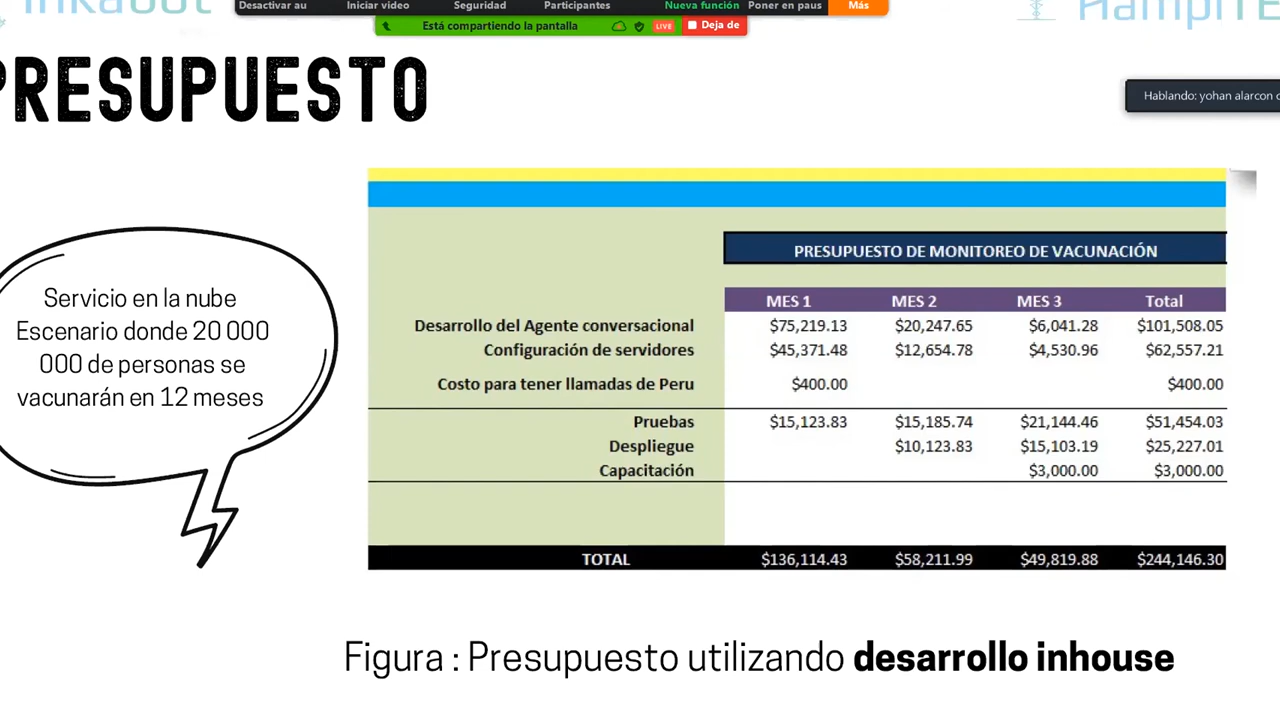 Desactivar au Iniciar video Seguridad Participantes Nueva función Poner en paus Más
Está compartiendo la pantalla LIVE Deja de
PRESUPUESTO
Hablando: yohan alarcon
PRESUPUESTO DE MONITOREO DE VACUNACIÓN
MES 1 MES 2 MES 3 Total
Desarrollo del Agente conversacional $75,219.13 $20,247.65 $6,041.28 $101,508.05
Configuración de servidores $45,371.48 $12,654.78 $4,530.96 $62,557.21
Costo para tener llamadas de Peru $400.00 $400.00
Pruebas $15,123.83 $15,185.74 $21,144.46 $51,454.03
Despliegue $10,123.83 $15,103.19 $25,227.01
Capacitación $3,000.00 $3,000.00
TOTAL $136,114.43 $58,211.99 $49,819.88 $244,146.30
Servicio en la nube
Escenario donde 20 000
000 de personas se
vacunarán en 12 meses
Figura : Presupuesto utilizando desarrollo inhouse